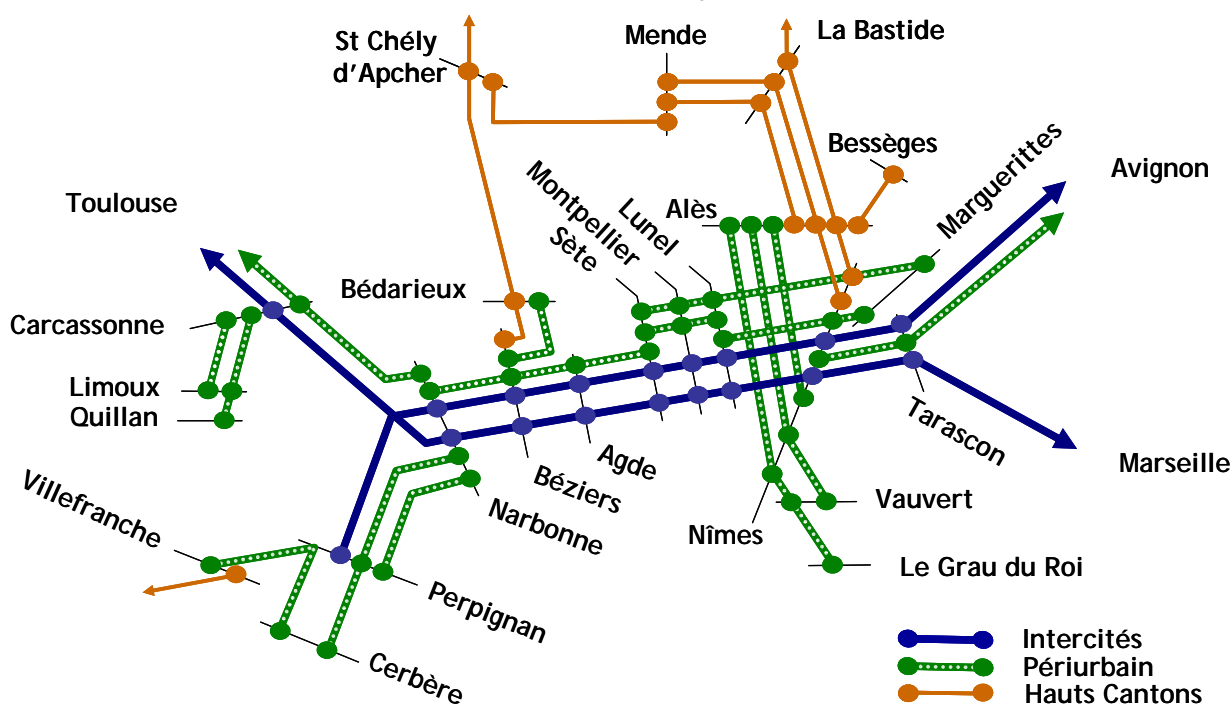 St Chély
d'Apcher
Mende
La Bastide
Bessèges
Marguerittes
Avignon
Toulouse
Montpellier
Lunel
Alès
Sète
Bédarieux
Carcassonne
Limoux
Quillan
Tarascon
Agde
Béziers
Marseille
Villefranche
Narbonne
Nîmes
Vauvert
Le Grau du Roi
Perpignan
Cerbère
Intercités
Périurbain
Hauts Cantons